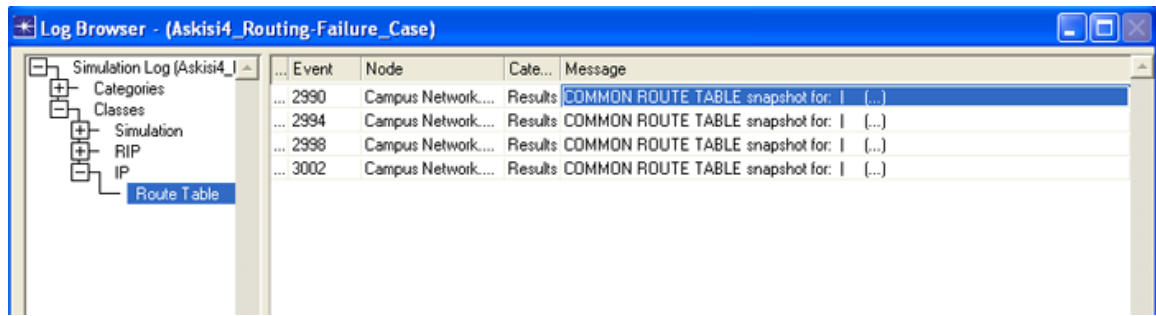 Log Browser - (Askisi4_Routing-Failure_Case)
Simulation Log (Askisi4_I
Categories
Classes
Simulation
RIP
IP
Route Table
... Event Node Cate... Message
... 2990 Campus Network.... Results COMMON ROUTE TABLE snapshot for: | (...)
... 2994 Campus Network.... Results COMMON ROUTE TABLE snapshot for: | (...)
... 2998 Campus Network.... Results COMMON ROUTE TABLE snapshot for: | (...)
... 3002 Campus Network.... Results COMMON ROUTE TABLE snapshot for: | (...)